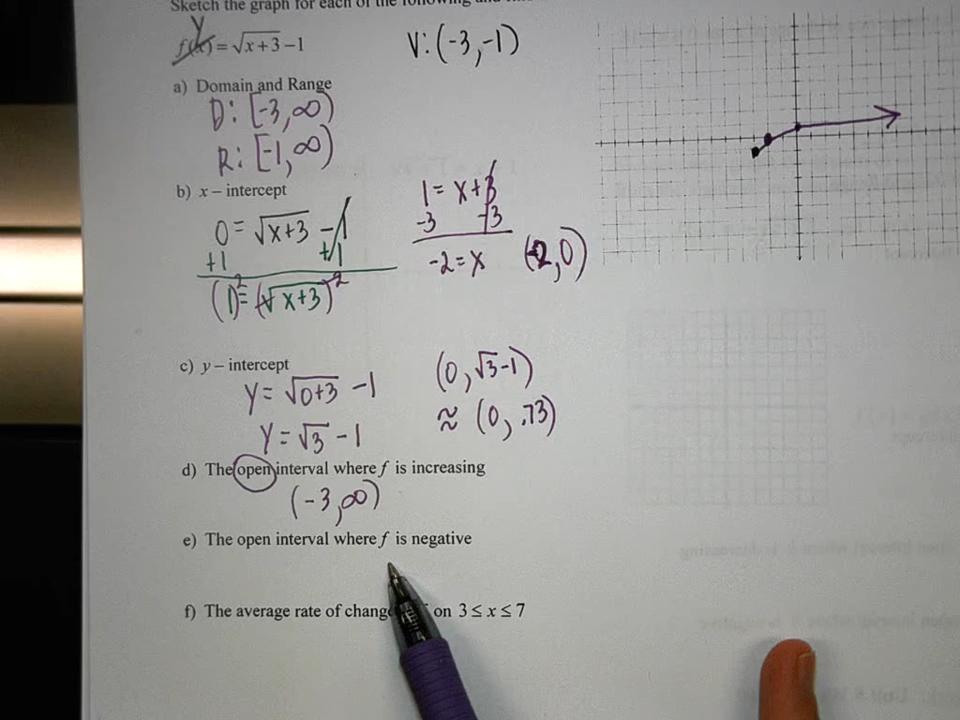 Sketch the graph for each of the following and
y
f(x) = √x+3 − 1
V: (-3, -1)
a) Domain and Range
D: [-3, ∞)
R: [-1, ∞)
b) x – intercept
0 = √x+3 − 1
+1 +1
(1)² = (√x+3)²
1 = x+3
-3 -3
-2 = x (-2, 0)
c) y – intercept
y = √0+3 − 1
y = √3 − 1
(0, √3-1)
≈ (0, .73)
d) The open interval where f is increasing
(-3, ∞)
e) The open interval where f is negative
f) The average rate of change on 3 ≤ x ≤ 7